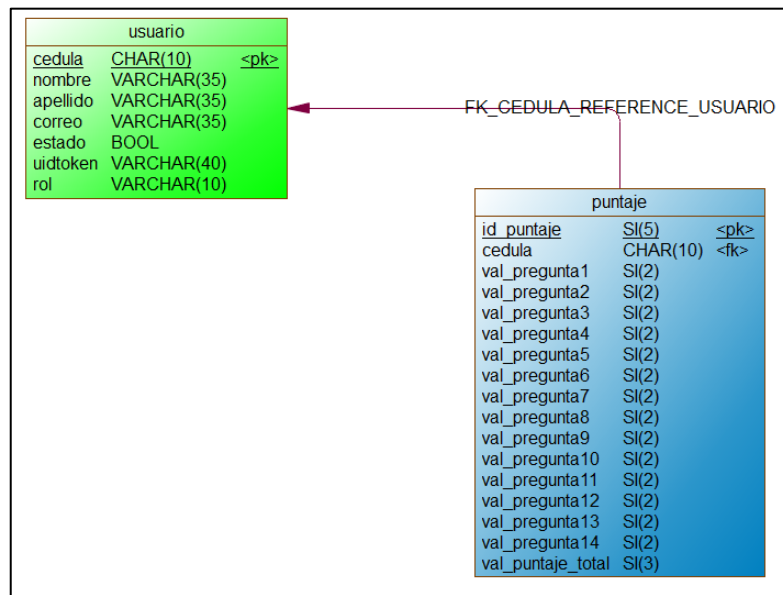 usuario
cedula CHAR(10) <pk>
nombre VARCHAR(35)
apellido VARCHAR(35)
correo VARCHAR(35)
estado BOOL
uidtoken VARCHAR(40)
rol VARCHAR(10)
FK_CEDULA_REFERENCE_USUARIO
puntaje
id_puntaje SI(5) <pk>
cedula CHAR(10) <fk>
val_pregunta1 SI(2)
val_pregunta2 SI(2)
val_pregunta3 SI(2)
val_pregunta4 SI(2)
val_pregunta5 SI(2)
val_pregunta6 SI(2)
val_pregunta7 SI(2)
val_pregunta8 SI(2)
val_pregunta9 SI(2)
val_pregunta10 SI(2)
val_pregunta11 SI(2)
val_pregunta12 SI(2)
val_pregunta13 SI(2)
val_pregunta14 SI(2)
val_puntaje_total SI(3)